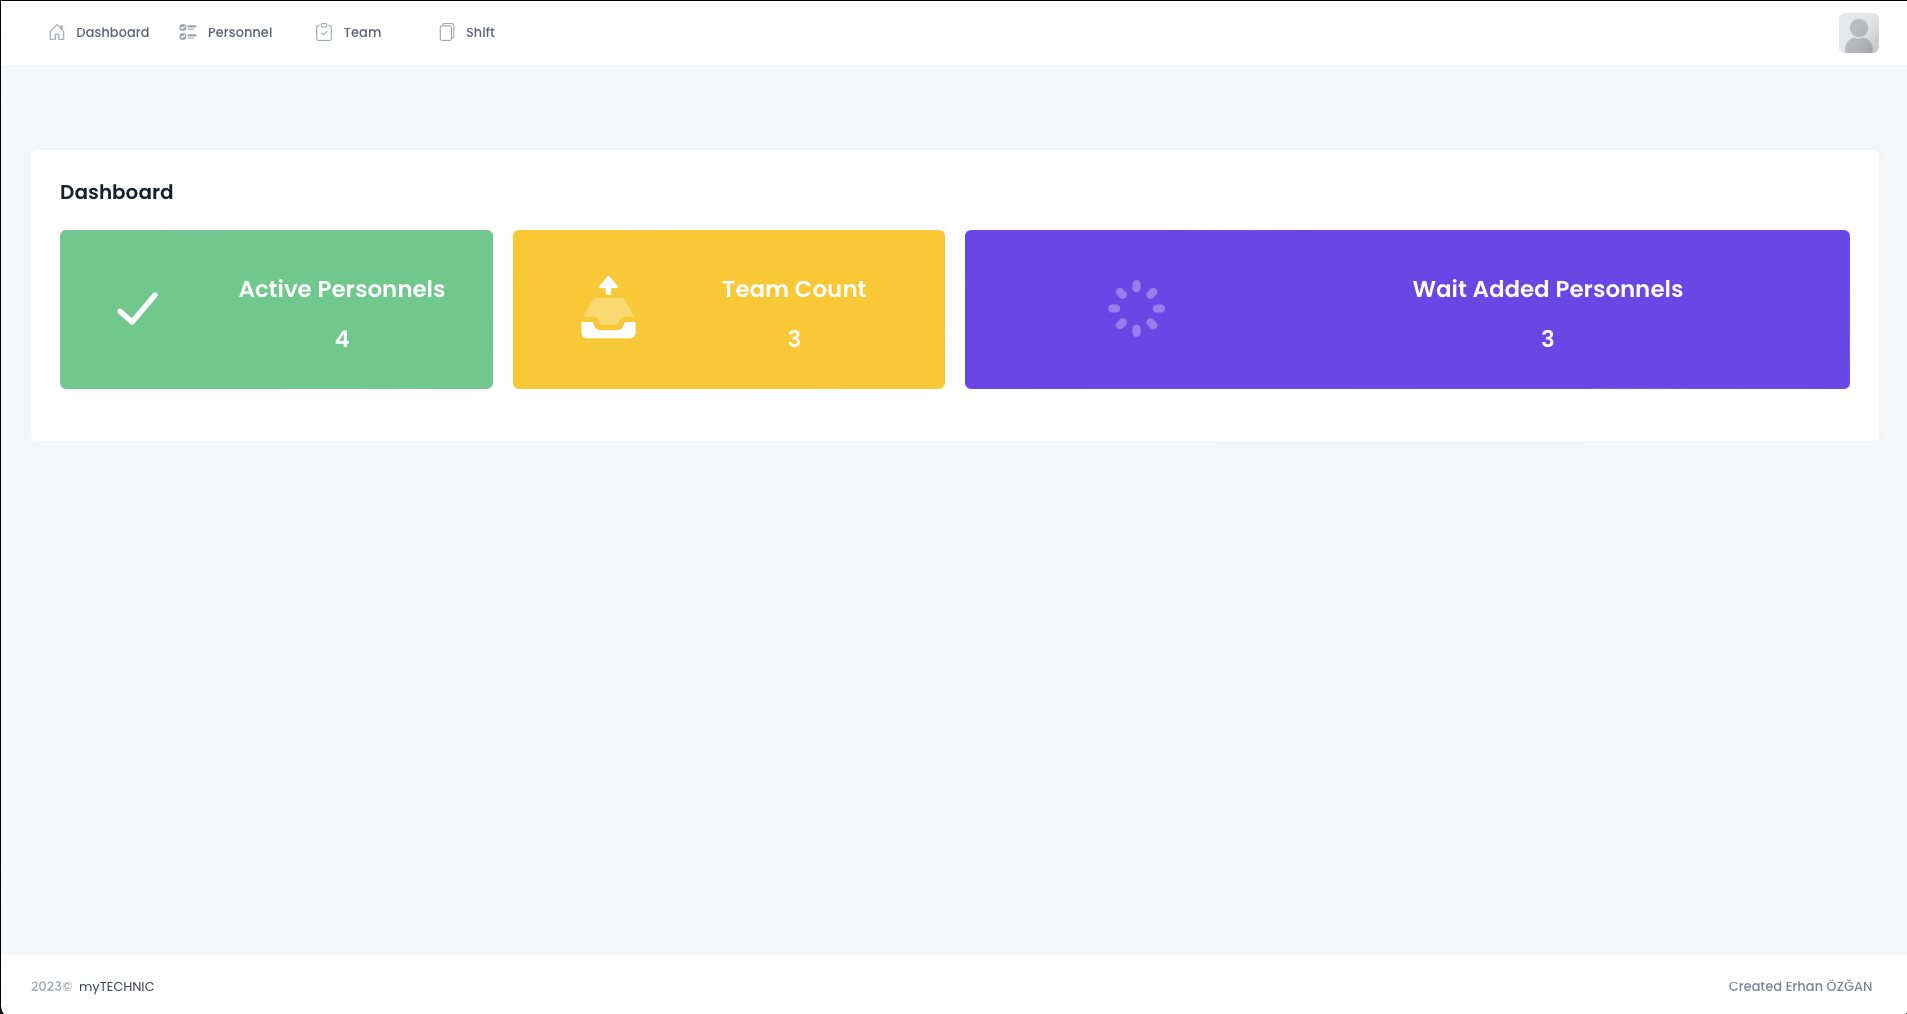 Dashboard
Personnel
Team
Shift
Dashboard
Active Personnels
4
Team Count
3
Wait Added Personnels
3
2023© myTECHNIC
Created Erhan ÖZĞAN